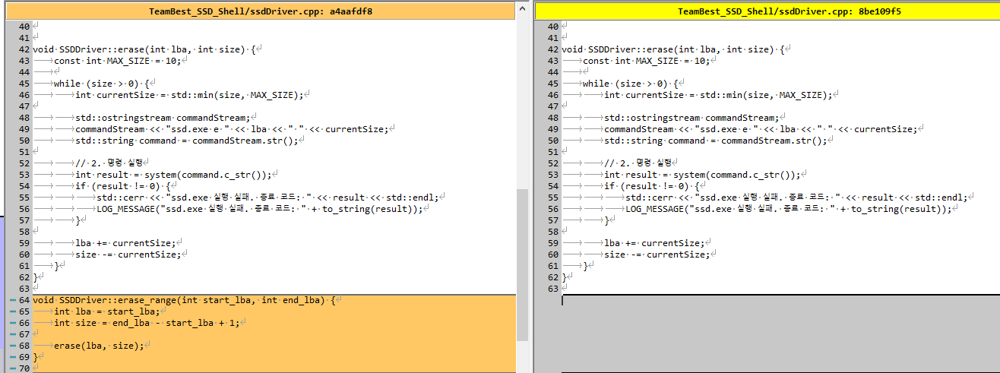 TeamBest_SSD_Shell/ssdDriver.cpp: a4aafdf8
40
41
42 void SSDDriver::erase(int lba, int size) {
43 const int MAX_SIZE = 10;
44
45 while (size > 0) {
46 int currentSize = std::min(size, MAX_SIZE);
47
48 std::ostringstream commandStream;
49 commandStream << "ssd.exe e " << lba << " " << currentSize;
50 std::string command = commandStream.str();
51
52 // 2. 명령 실행
53 int result = system(command.c_str());
54 if (result != 0) {
55 std::cerr << "ssd.exe 실행 실패. 종료 코드: " << result << std::endl;
56 LOG_MESSAGE("ssd.exe 실행 실패. 종료 코드: " + to_string(result));
57 }
58
59 lba += currentSize;
60 size -= currentSize;
61 }
62 }
63
64 void SSDDriver::erase_range(int start_lba, int end_lba) {
65 int lba = start_lba;
66 int size = end_lba - start_lba + 1;
67
68 erase(lba, size);
69 }
70
TeamBest_SSD_Shell/ssdDriver.cpp: 8be109f5
40
41
42 void SSDDriver::erase(int lba, int size) {
43 const int MAX_SIZE = 10;
44
45 while (size > 0) {
46 int currentSize = std::min(size, MAX_SIZE);
47
48 std::ostringstream commandStream;
49 commandStream << "ssd.exe e " << lba << " " << currentSize;
50 std::string command = commandStream.str();
51
52 // 2. 명령 실행
53 int result = system(command.c_str());
54 if (result != 0) {
55 std::cerr << "ssd.exe 실행 실패. 종료 코드: " << result << std::endl;
56 LOG_MESSAGE("ssd.exe 실행 실패. 종료 코드: " + to_string(result));
57 }
58
59 lba += currentSize;
60 size -= currentSize;
61 }
62 }
63